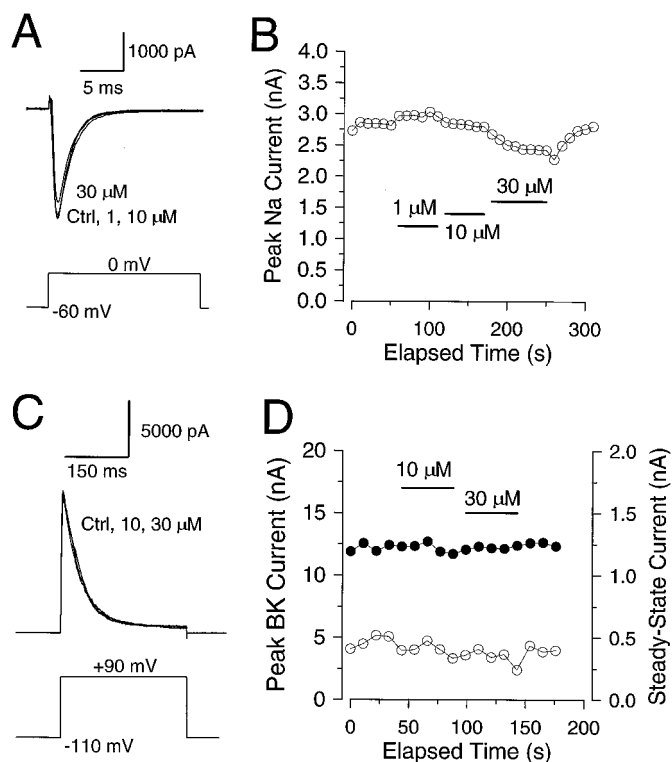 A
1000 pA
5 ms
30 μM
Ctrl, 1, 10 μM
0 mV
-60 mV
B
Peak Na Current (nA)
4.0
3.5
3.0
2.5
2.0
1.5
1.0
0.5
0.0
1 μM
10 μM
30 μM
0
100
200
300
Elapsed Time (s)
C
5000 pA
150 ms
Ctrl, 10, 30 μM
+90 mV
-110 mV
D
Peak BK Current (nA)
20
15
10
5
0
10 μM
30 μM
2.0
1.5
1.0
0.5
0.0
Steady-State Current (nA)
0
50
100
150
200
Elapsed Time (s)